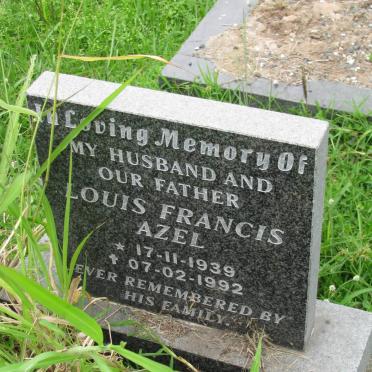 In Loving Memory Of
MY HUSBAND AND
OUR FATHER
LOUIS FRANCIS
AZEL
* 17-11-1939
✝ 07-02-1992
EVER REMEMBERED BY
HIS FAMILY...